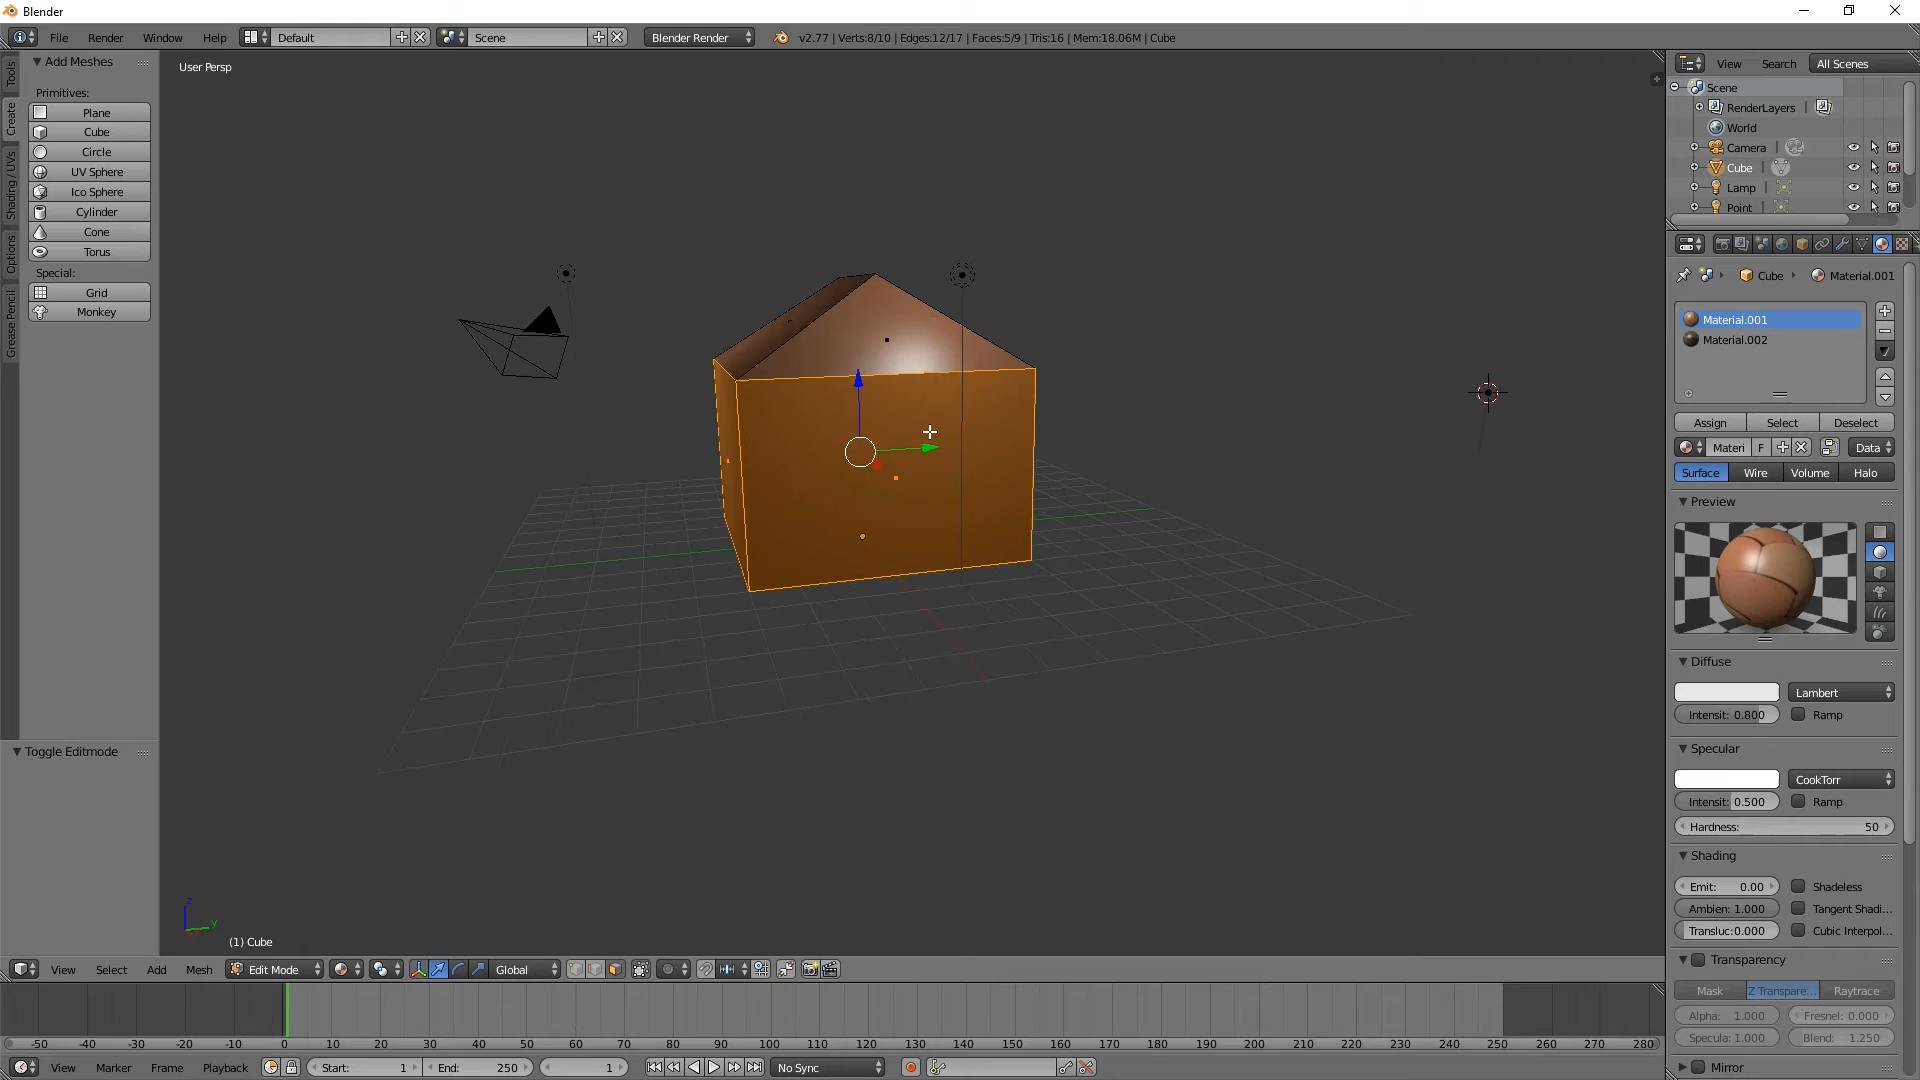 Blender
File Render Window Help Default Scene Blender Render v2.77 | Verts:8/10 | Edges:12/17 | Faces:5/9 | Tris:16 | Mem:18.06M | Cube
Tools
Create
Shading / UVs
Options
Grease Pencil
Add Meshes
Primitives:
Plane
Cube
Circle
UV Sphere
Ico Sphere
Cylinder
Cone
Torus
Special:
Grid
Monkey
Toggle Editmode
User Persp
z
y
(1) Cube
View Select Add Mesh Edit Mode Global
-50 -40 -30 -20 -10 0 10 20 30 40 50 60 70 80 90 100 110 120 130 140 150 160 170 180 190 200 210 220 230 240 250 260 270 280
View Marker Frame Playback Start: 1 End: 250 1 No Sync
View Search All Scenes
Scene
RenderLayers |
World
Camera |
Cube |
Lamp |
Point |
Cube Material.001
Material.001
Material.002
Assign Select Deselect
Materi F Data
Surface Wire Volume Halo
Preview
Diffuse
Lambert
Intensit: 0.800 Ramp
Specular
CookTorr
Intensit: 0.500 Ramp
Hardness: 50
Shading
Emit: 0.00 Shadeless
Ambien: 1.000 Tangent Shadi...
Transluc:0.000 Cubic Interpol...
Transparency
Mask Z Transpare... Raytrace
Alpha: 1.000 Fresnel: 0.000
Specula: 1.000 Blend: 1.250
Mirror